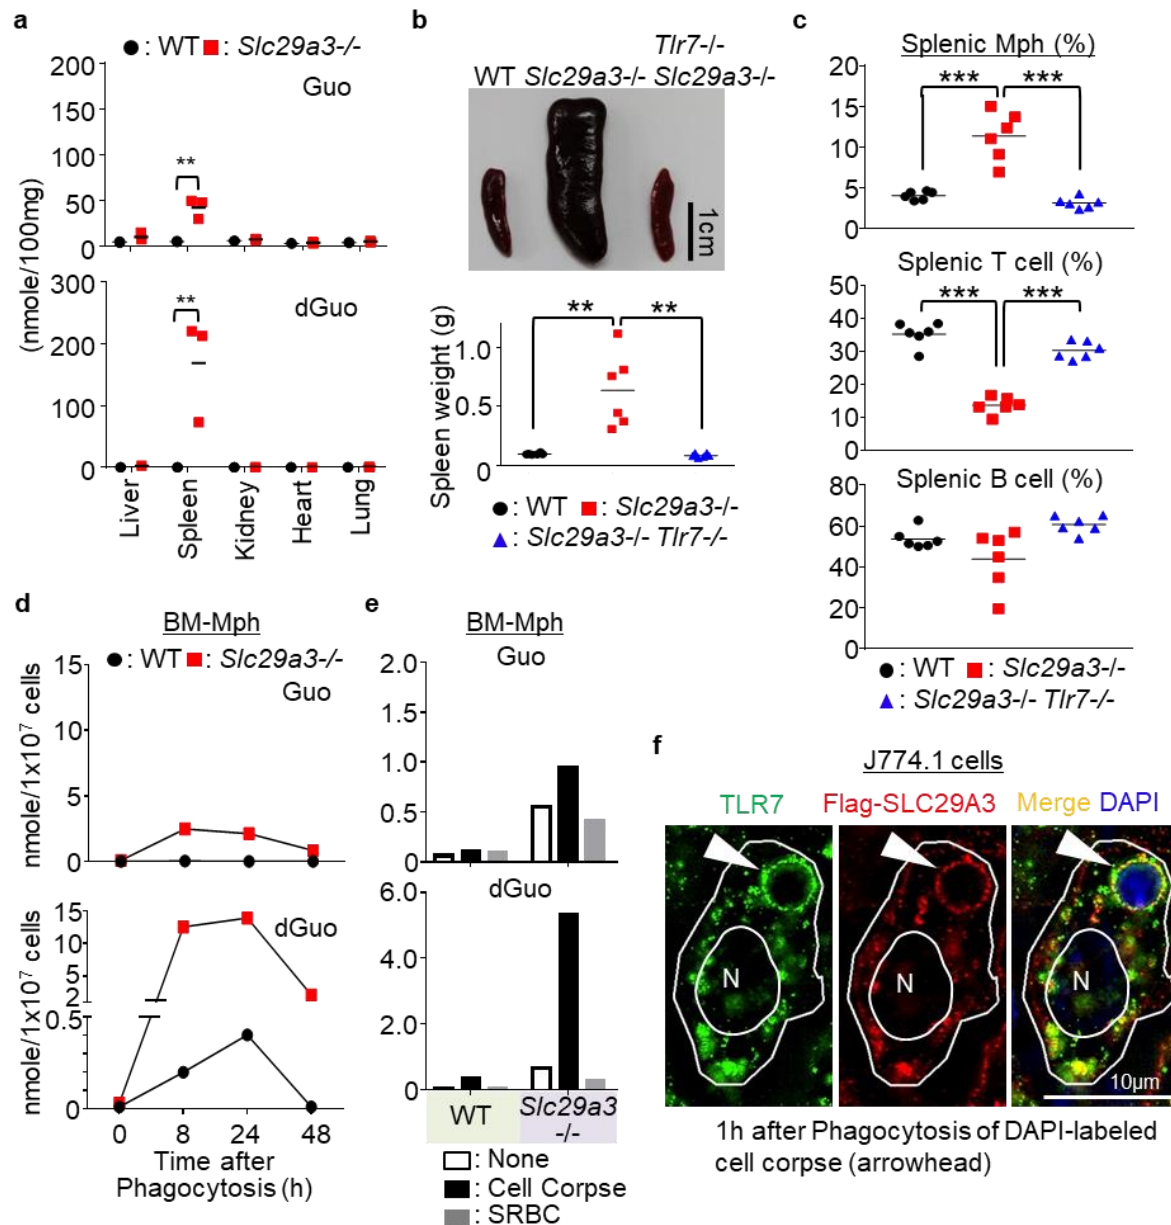 a
●: WT ■: Slc29a3-/-
Guo
200
150
100
50
0
**
dGuo
300
200
100
0
**
(nmole/100mg)
Liver
Spleen
Kidney
Heart
Lung
b
Tlr7-/-
WT Slc29a3-/- Slc29a3-/-
1cm
Spleen weight (g)
1.0
0.5
0
** **
●: WT ■: Slc29a3-/-
▲: Slc29a3-/- Tlr7-/-
c
Splenic Mph (%)
20
15
10
5
0
*** ***
Splenic T cell (%)
50
40
30
20
10
0
*** ***
Splenic B cell (%)
80
60
40
20
0
●: WT ■: Slc29a3-/-
▲: Slc29a3-/- Tlr7-/-
d
BM-Mph
●: WT ■: Slc29a3-/-
Guo
nmole/1x10⁷ cells
15
10
5
0
dGuo
nmole/1x10⁷ cells
15
10
5
2
0.5
0
0 8 24 48
Time after
Phagocytosis (h)
e
BM-Mph
Guo
2.0
1.0
0.5
0
dGuo
6.0
4.0
2.0
0
WT
Slc29a3
-/-
: None
: Cell Corpse
: SRBC
f
J774.1 cells
TLR7 Flag-SLC29A3 Merge DAPI
N N
10µm
1h after Phagocytosis of DAPI-labeled
cell corpse (arrowhead)